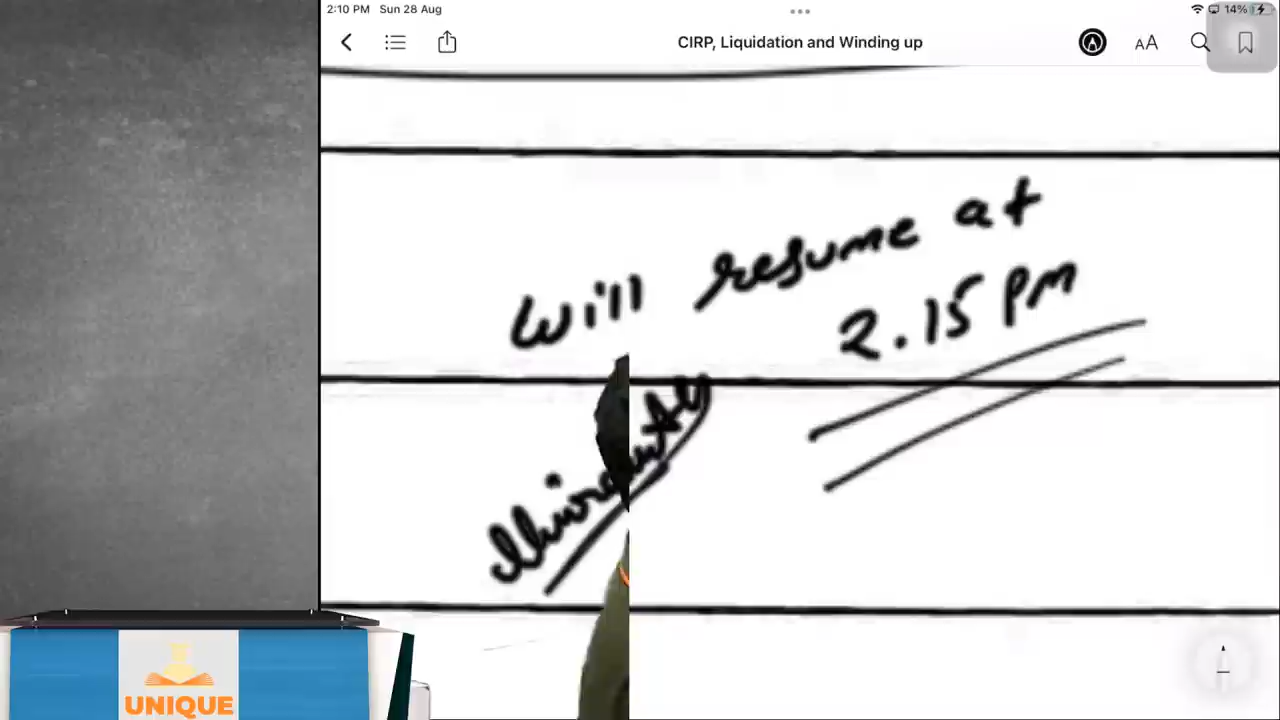 2:10 PM Sun 28 Aug
14%
CIRP, Liquidation and Winding up
AA
Will resume at
2.15 PM
UNIQUE